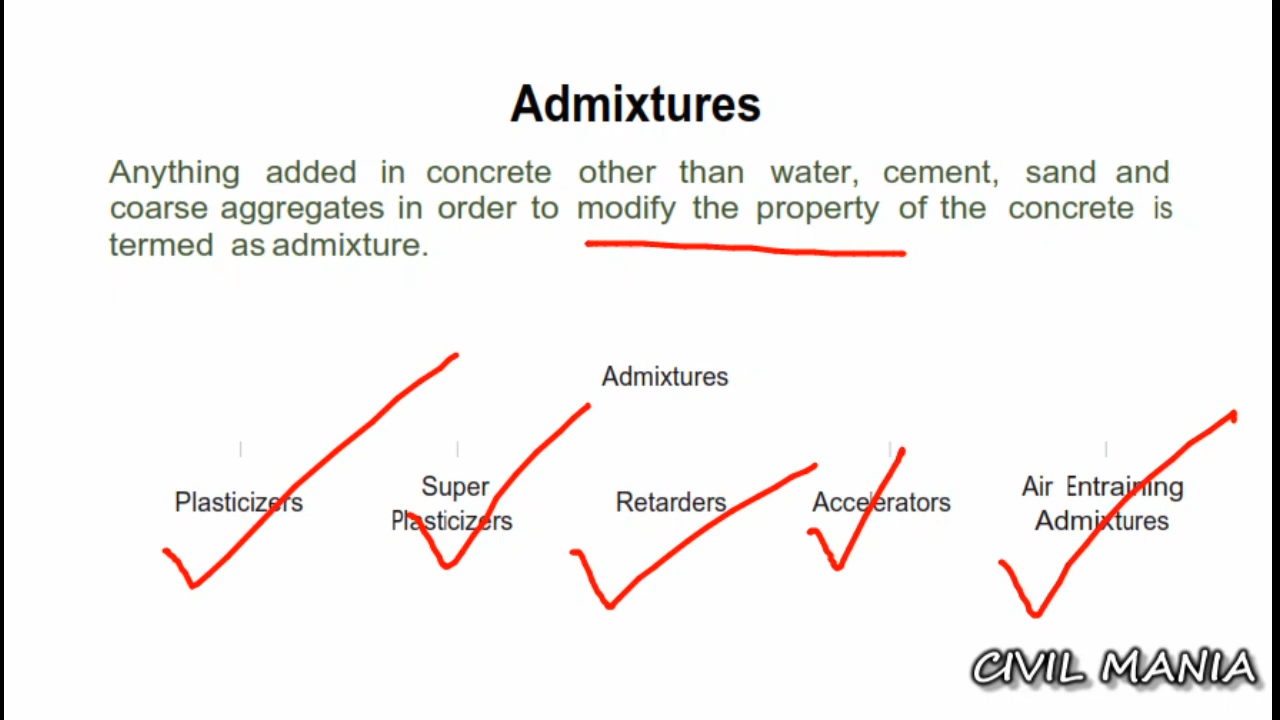 Admixtures
Anything added in concrete other than water, cement, sand and
coarse aggregates in order to modify the property of the concrete is
termed as admixture.
Admixtures
Plasticizers
Super
Plasticizers
Retarders
Accelerators
Air Entraining
Admixtures
CIVIL MANIA